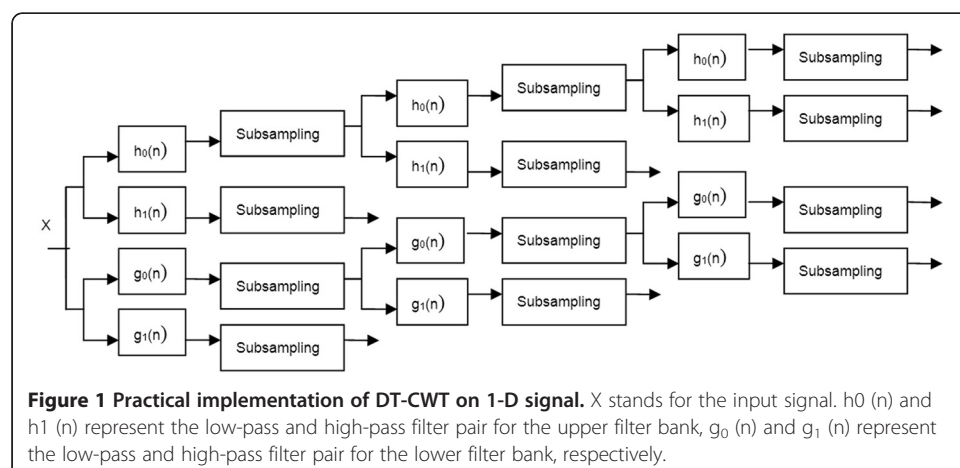 h₀(n)
Subsampling
h₀(n)
Subsampling
h₁(n)
Subsampling
h₀(n)
Subsampling
h₁(n)
Subsampling
X
h₁(n)
Subsampling
g₀(n)
Subsampling
g₀(n)
Subsampling
g₀(n)
Subsampling
g₁(n)
Subsampling
g₁(n)
Subsampling
g₁(n)
Subsampling
Figure 1 Practical implementation of DT-CWT on 1-D signal. X stands for the input signal. h0 (n) and
h1 (n) represent the low-pass and high-pass filter pair for the upper filter bank, g₀ (n) and g₁ (n) represent
the low-pass and high-pass filter pair for the lower filter bank, respectively.